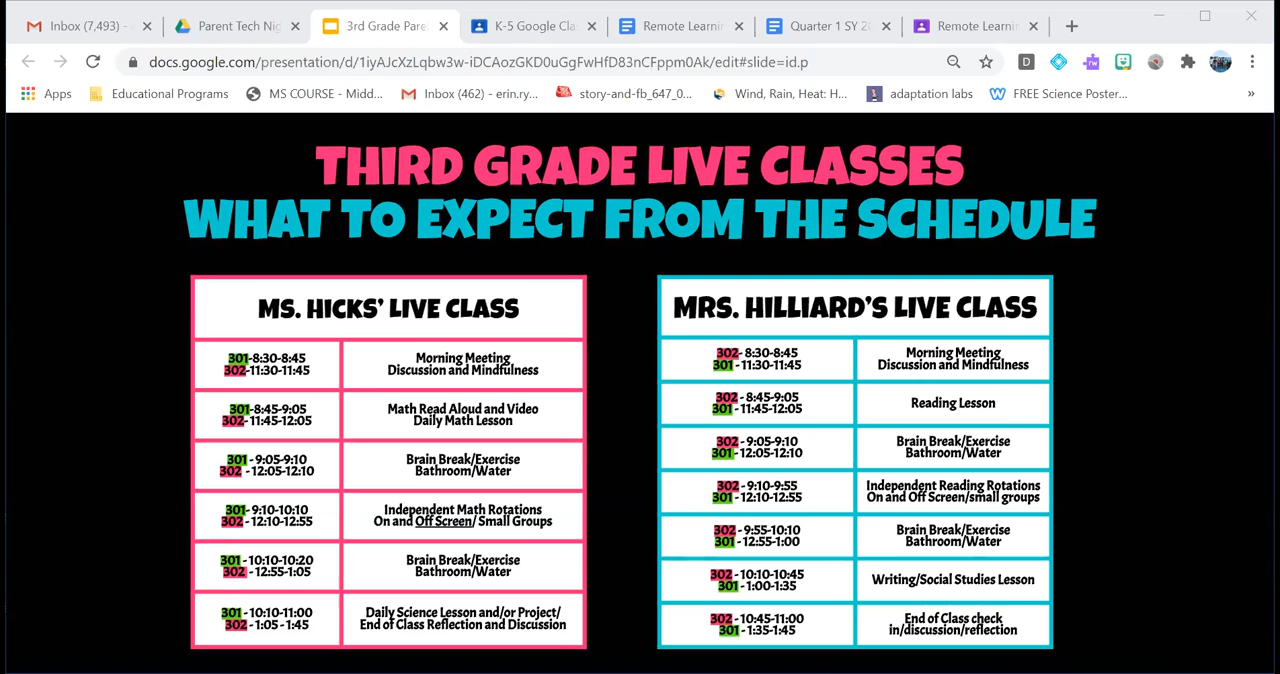 Inbox (7,493) -
Parent Tech Nig
3rd Grade Pare
K-5 Google Cla
Remote Learnin
Quarter 1 SY 20
Remote Learnin
docs.google.com/presentation/d/1iyAJcXzLqbw3w-iDCAozGKD0uGgFwHfD83nCFppm0Ak/edit#slide=id.p
Apps
Educational Programs
MS COURSE - Midd...
Inbox (462) - erin.ry...
story-and-fb_647_0...
Wind, Rain, Heat: H...
adaptation labs
FREE Science Poster...
THIRD GRADE LIVE CLASSES
WHAT TO EXPECT FROM THE SCHEDULE
MS. HICKS' LIVE CLASS
301-8:30-8:45
302-11:30-11:45
Morning Meeting
Discussion and Mindfulness
301-8:45-9:05
302- 11:45-12:05
Math Read Aloud and Video
Daily Math Lesson
301 - 9:05-9:10
302 - 12:05-12:10
Brain Break/Exercise
Bathroom/Water
301- 9:10-10:10
302 - 12:10-12:55
Independent Math Rotations
On and Off Screen/ Small Groups
301 - 10:10-10:20
302 - 12:55-1:05
Brain Break/Exercise
Bathroom/Water
301 - 10:10-11:00
302 - 1:05 - 1:45
Daily Science Lesson and/or Project/
End of Class Reflection and Discussion
MRS. HILLIARD'S LIVE CLASS
302- 8:30-8:45
301 - 11:30-11:45
Morning Meeting
Discussion and Mindfulness
302 - 8:45-9:05
301 - 11:45-12:05
Reading Lesson
302 - 9:05-9:10
301 - 12:05-12:10
Brain Break/Exercise
Bathroom/Water
302 - 9:10-9:55
301 - 12:10-12:55
Independent Reading Rotations
On and Off Screen/small groups
302 - 9:55-10:10
301 - 12:55-1:00
Brain Break/Exercise
Bathroom/Water
302 - 10:10-10:45
301 - 1:00-1:35
Writing/Social Studies Lesson
302 - 10:45-11:00
301 - 1:35-1:45
End of Class check
in/discussion/reflection